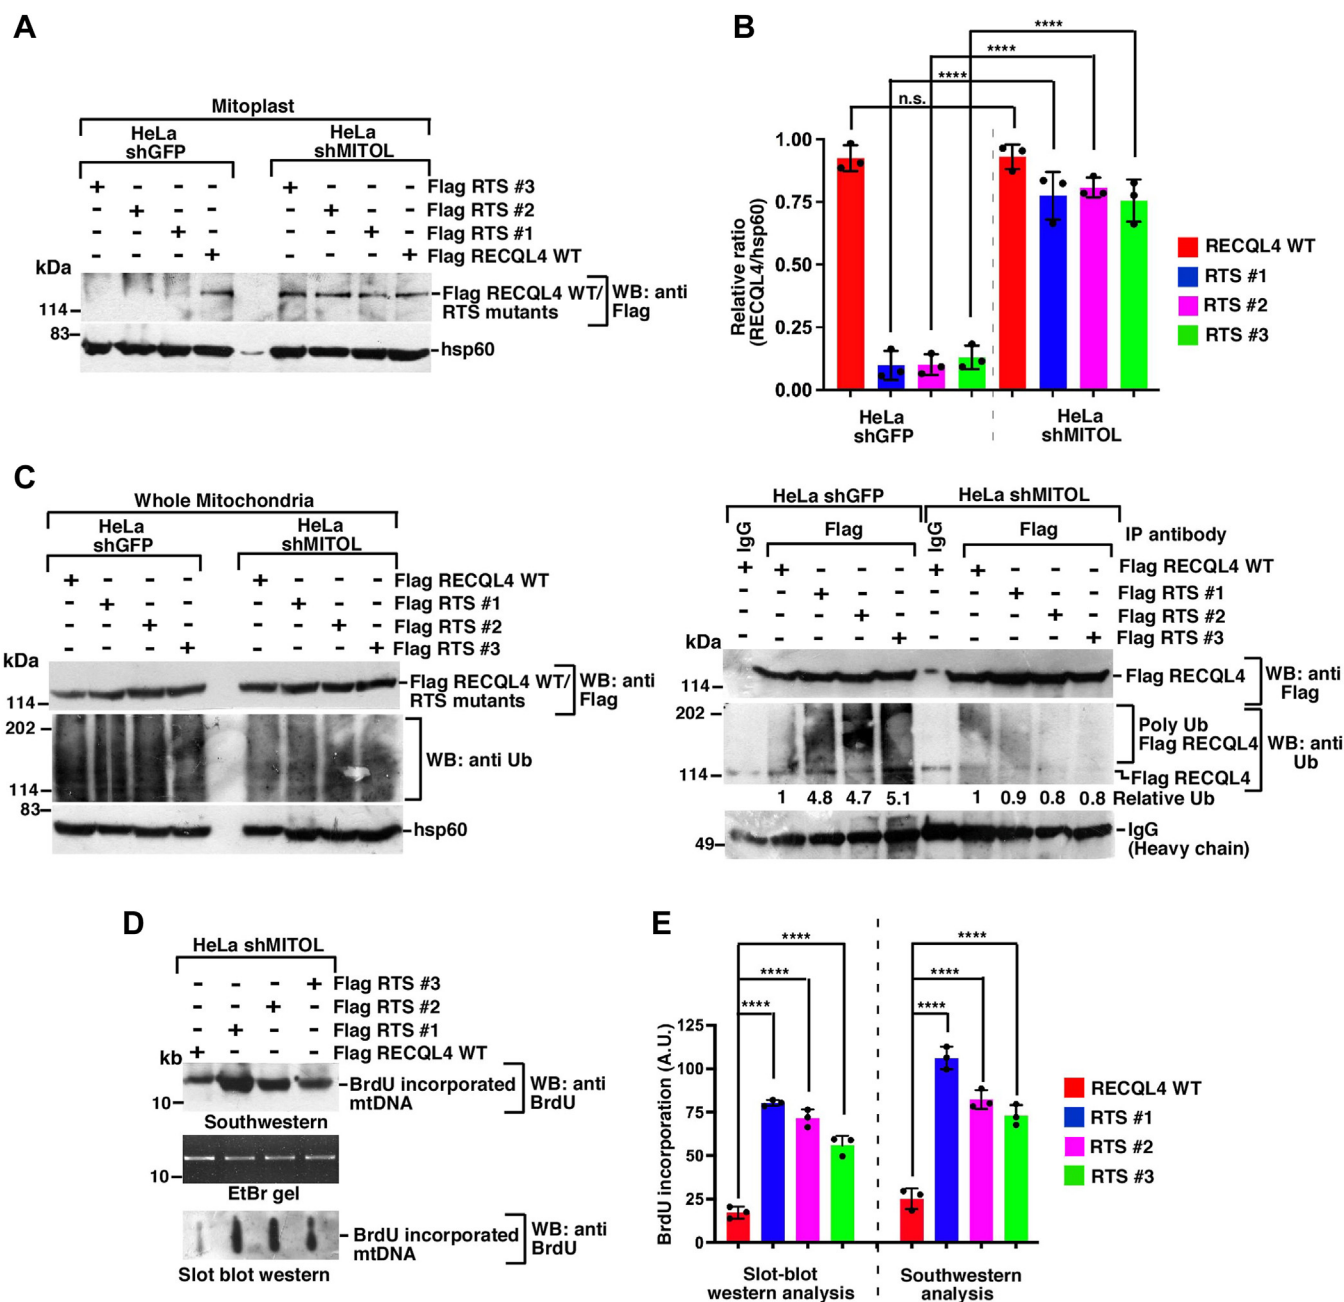 A
Mitoplast
HeLa shGFP
HeLa shMITOL
+ - - - + - - - Flag RTS #3
- + - - - + - - Flag RTS #2
- - + - - - + - Flag RTS #1
- - - + - - - + Flag RECQL4 WT
kDa
114
83
Flag RECQL4 WT/
RTS mutants
WB: anti
Flag
hsp60
B
n.s.
****
****
****
Relative ratio
(RECQL4/hsp60)
1.00
0.75
0.50
0.25
0.00
HeLa
shGFP
HeLa
shMITOL
RECQL4 WT
RTS #1
RTS #2
RTS #3
C
Whole Mitochondria
HeLa shGFP
HeLa shMITOL
+ - - - + - - - Flag RECQL4 WT
- + - - - + - - Flag RTS #1
- - + - - - + - Flag RTS #2
- - - + - - - + Flag RTS #3
kDa
114
202
114
83
Flag RECQL4 WT/
RTS mutants
WB: anti
Flag
WB: anti Ub
hsp60
HeLa shGFP
HeLa shMITOL
IgG
Flag
IgG
Flag
IP antibody
+ + - - - + + - - - Flag RECQL4 WT
- - + - - - - + - - Flag RTS #1
- - - + - - - - + - Flag RTS #2
- - - - + - - - - + Flag RTS #3
kDa
114
202
114
49
Flag RECQL4
WB: anti
Flag
Poly Ub
Flag RECQL4
Flag RECQL4
WB: anti
Ub
1 4.8 4.7 5.1 1 0.9 0.8 0.8 Relative Ub
IgG
(Heavy chain)
D
HeLa shMITOL
- - - + Flag RTS #3
- - + - Flag RTS #2
- + - - Flag RTS #1
+ - - - Flag RECQL4 WT
kb
10
BrdU incorporated
mtDNA
WB: anti
BrdU
Southwestern
10
EtBr gel
BrdU incorporated
mtDNA
WB: anti
BrdU
Slot blot western
E
****
****
****
****
****
****
BrdU incorporation (A.U.)
125
100
75
50
25
0
Slot-blot
western analysis
Southwestern
analysis
RECQL4 WT
RTS #1
RTS #2
RTS #3